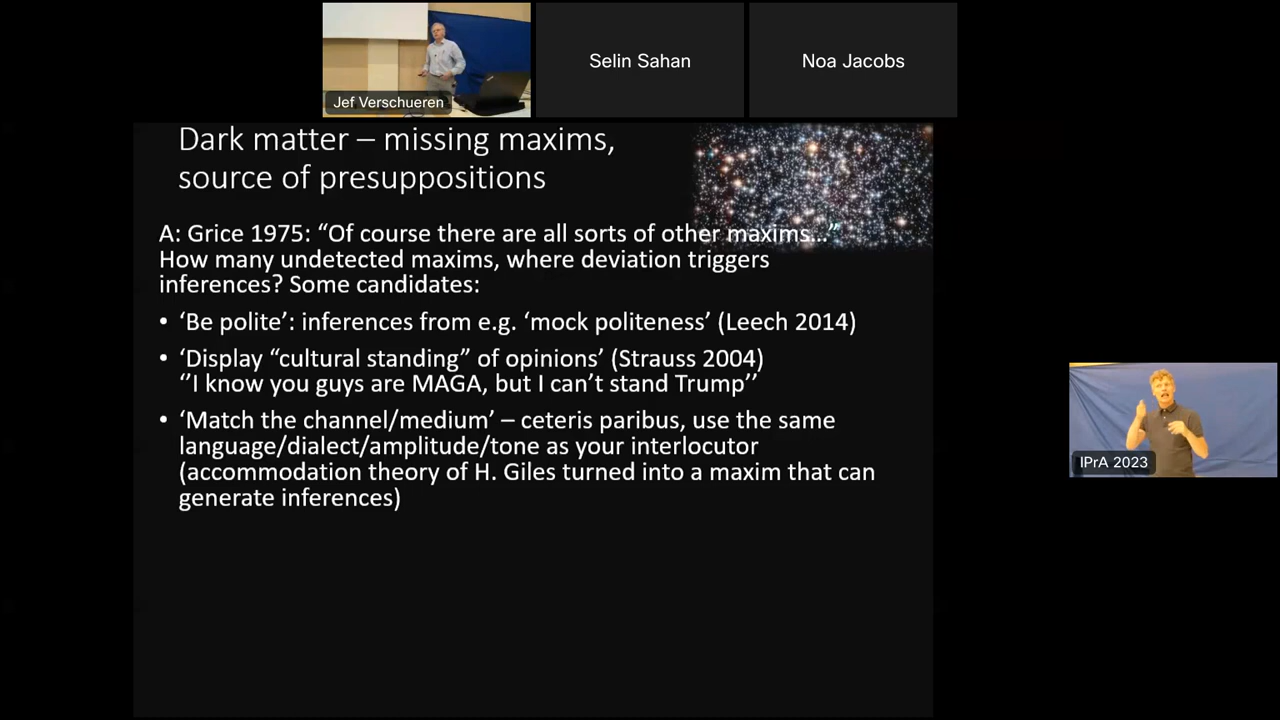 Jef Verschueren
Selin Sahan
Noa Jacobs
Dark matter – missing maxims,
source of presuppositions
A: Grice 1975: “Of course there are all sorts of other maxims...”
How many undetected maxims, where deviation triggers
inferences? Some candidates:
• ‘Be polite’: inferences from e.g. ‘mock politeness’ (Leech 2014)
• ‘Display “cultural standing” of opinions’ (Strauss 2004)
‘’I know you guys are MAGA, but I can’t stand Trump’’
• ‘Match the channel/medium’ – ceteris paribus, use the same
language/dialect/amplitude/tone as your interlocutor
(accommodation theory of H. Giles turned into a maxim that can
generate inferences)
IPrA 2023